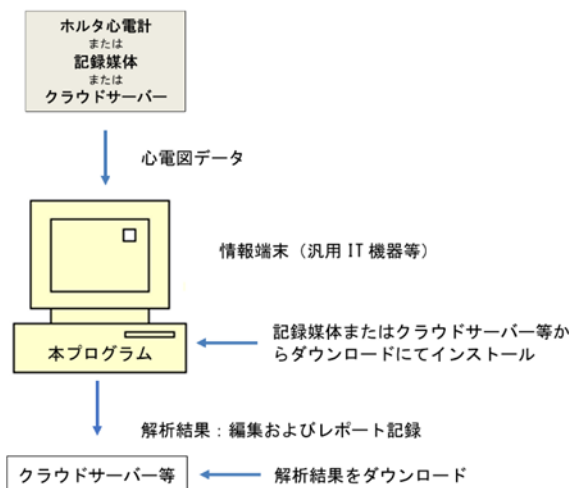 ホルタ心電計
または
記録媒体
または
クラウドサーバー
心電図データ
情報端末（汎用 IT 機器等）
本プログラム
記録媒体またはクラウドサーバー等か
らダウンロードにてインストール
解析結果：編集およびレポート記録
クラウドサーバー等
解析結果をダウンロード